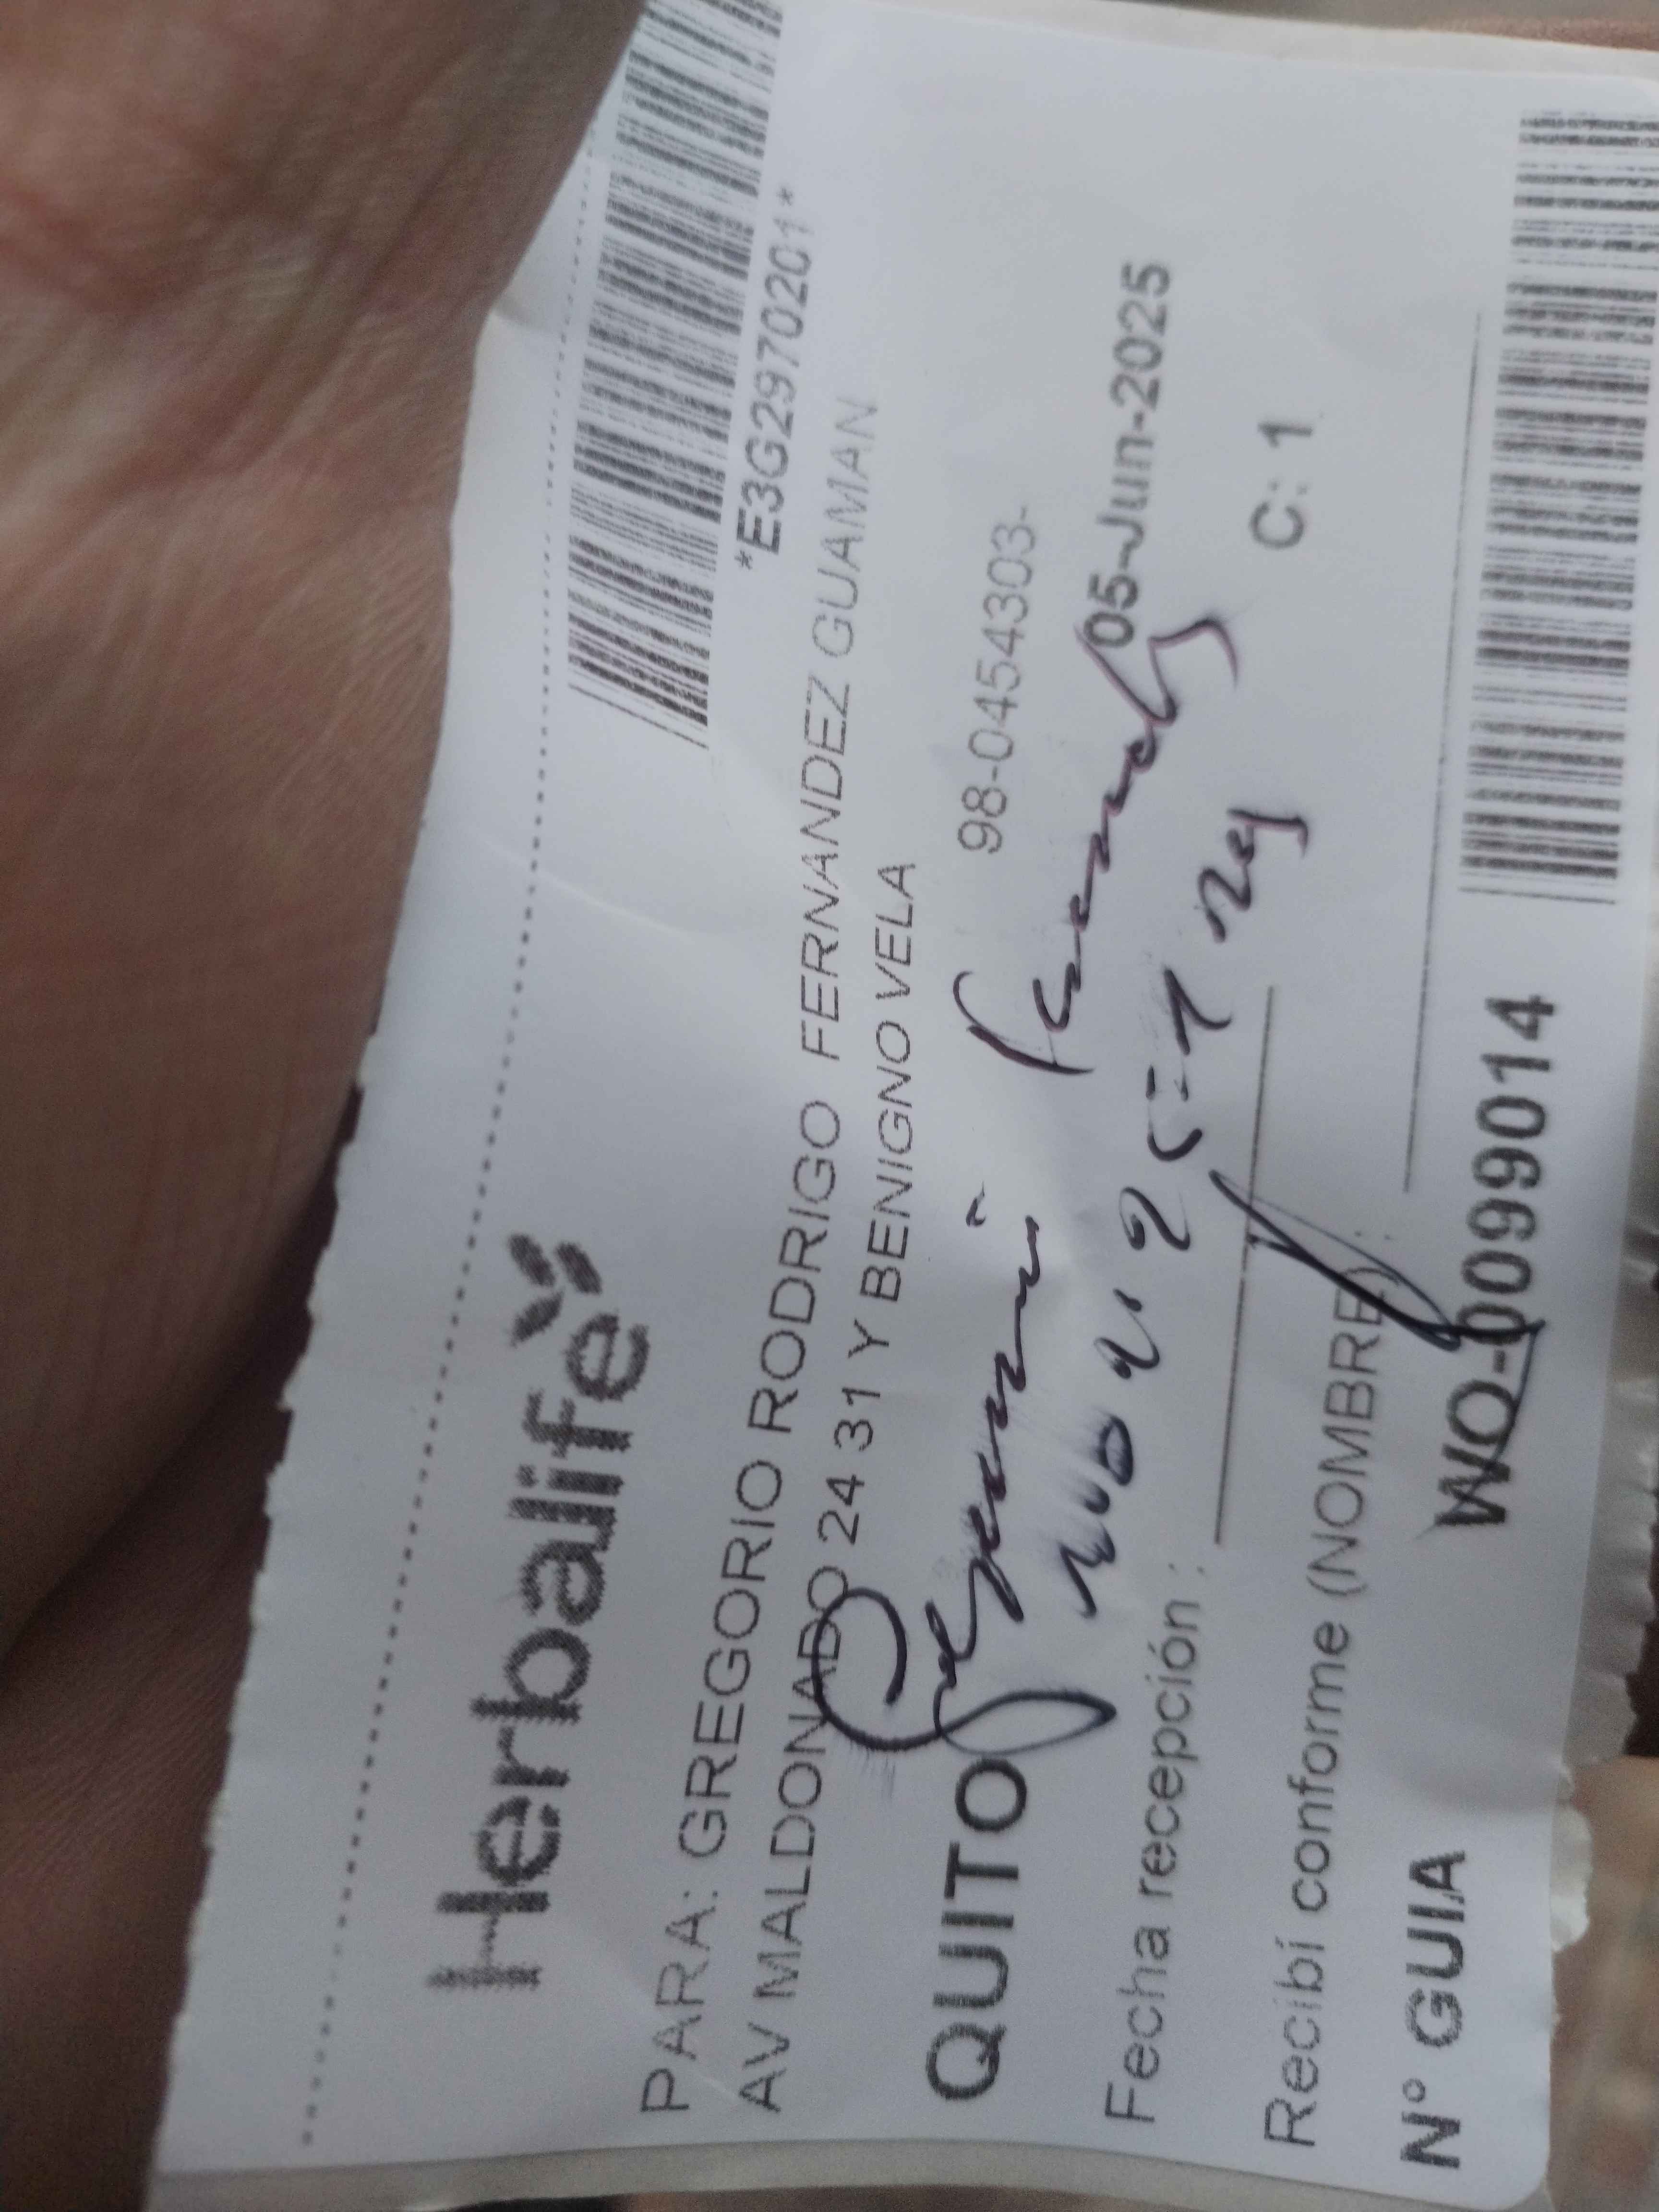 Herbalife
*E3G2970201*
PARA: GREGORIO RODRIGO FERNANDEZ GUAMAN
AV MALDONADO 24 31 Y BENIGNO VELA
QUITO 98-0454303-
05-Jun-2025
Fecha recepción :
C: 1
Recibí conforme (NOMBRE) :
N° GUIA WO-0099014